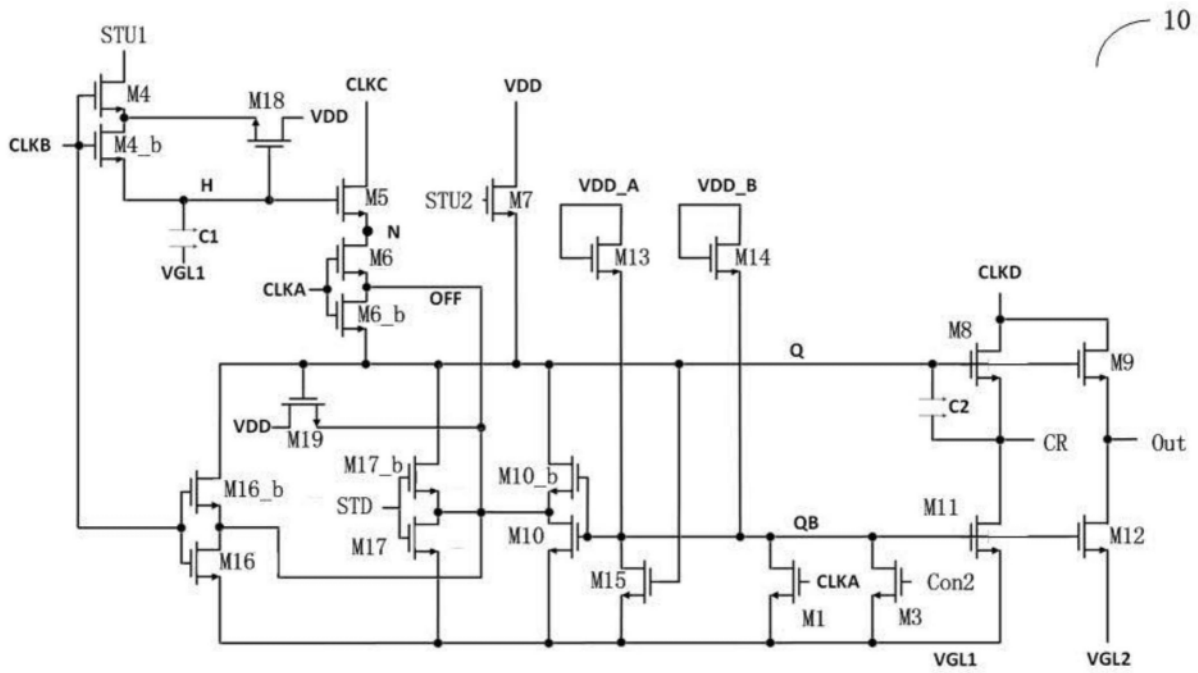 10
STU1
M4
M18
VDD
CLKB
M4_b
CLKC
VDD
H
M5
STU2
M7
VDD_A
VDD_B
C1
N
VGL1
M6
M13
M14
CLKA
OFF
M6_b
CLKD
M8
Q
M9
C2
VDD
M19
CR
Out
M17_b
M10_b
M16_b
STD
M11
QB
M17
M10
M12
M16
M15
CLKA
Con2
M1
M3
VGL1
VGL2